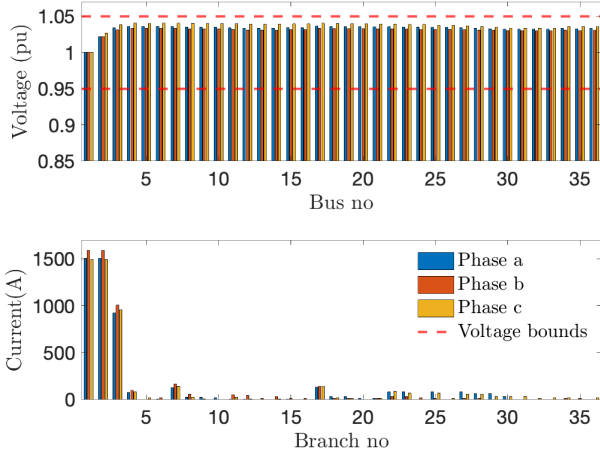 1.05
1
0.95
0.9
0.85
Voltage (pu)
5 10 15 20 25 30 35
Bus no
1500
1000
500
0
Current(A)
Phase a
Phase b
Phase c
Voltage bounds
5 10 15 20 25 30 35
Branch no